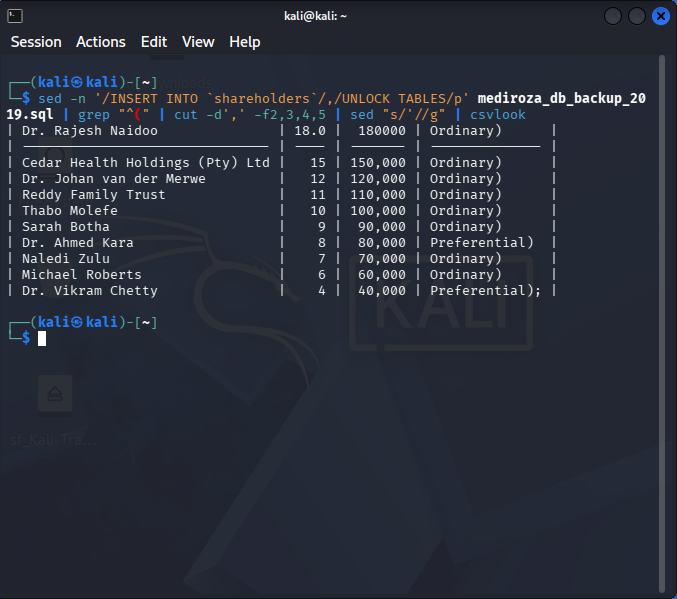 kali@kali: ~
Session Actions Edit View Help
┌──(kali㉿kali)-[~]
└─$ sed -n '/INSERT INTO `shareholders`/,/UNLOCK TABLES/p' mediroza_db_backup_20
19.sql | grep "^(" | cut -d',' -f2,3,4,5 | sed "s/'//g" | csvlook
| Dr. Rajesh Naidoo               | 18.0 |  180000 | Ordinary)      |
| ------------------------------- | ---- | ------- | -------------- |
| Cedar Health Holdings (Pty) Ltd |   15 | 150,000 | Ordinary)      |
| Dr. Johan van der Merwe         |   12 | 120,000 | Ordinary)      |
| Reddy Family Trust              |   11 | 110,000 | Ordinary)      |
| Thabo Molefe                    |   10 | 100,000 | Ordinary)      |
| Sarah Botha                     |    9 |  90,000 | Ordinary)      |
| Dr. Ahmed Kara                  |    8 |  80,000 | Preferential)  |
| Naledi Zulu                     |    7 |  70,000 | Ordinary)      |
| Michael Roberts                 |    6 |  60,000 | Ordinary)      |
| Dr. Vikram Chetty               |    4 |  40,000 | Preferential); |
┌──(kali㉿kali)-[~]
└─$
KALI
sf_Kali-Tra...